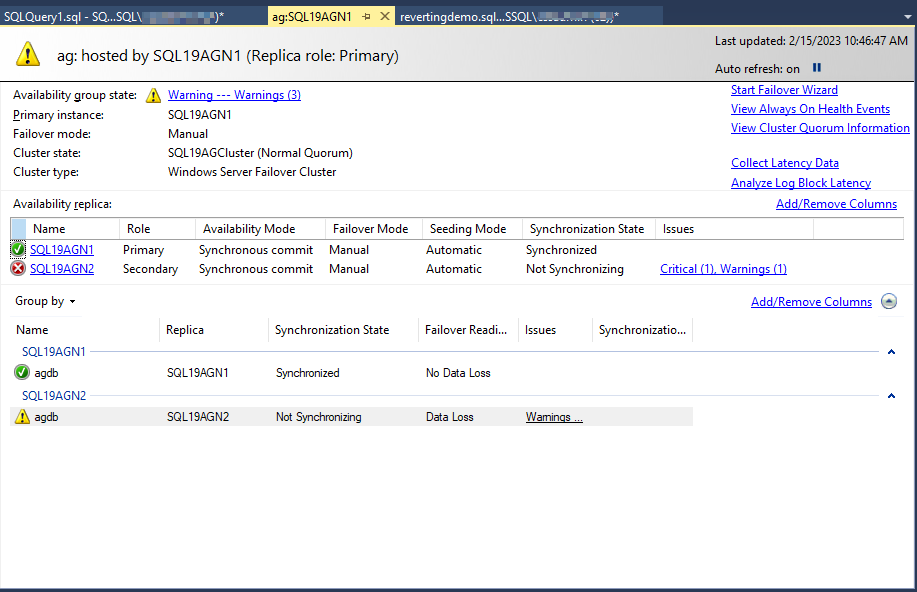 SQLQuery1.sql - SQ...SQL\ )*
ag:SQL19AGN1
revertingdemo.sql...SSQL\ *
ag: hosted by SQL19AGN1 (Replica role: Primary)
Last updated: 2/15/2023 10:46:47 AM
Auto refresh: on
Availability group state: Warning --- Warnings (3)
Primary instance: SQL19AGN1
Failover mode: Manual
Cluster state: SQL19AGCluster (Normal Quorum)
Cluster type: Windows Server Failover Cluster
Start Failover Wizard
View Always On Health Events
View Cluster Quorum Information
Collect Latency Data
Analyze Log Block Latency
Availability replica: Add/Remove Columns
Name Role Availability Mode Failover Mode Seeding Mode Synchronization State Issues
SQL19AGN1 Primary Synchronous commit Manual Automatic Synchronized
SQL19AGN2 Secondary Synchronous commit Manual Automatic Not Synchronizing Critical (1), Warnings (1)
Group by Add/Remove Columns
Name Replica Synchronization State Failover Readi... Issues Synchronizatio...
SQL19AGN1
agdb SQL19AGN1 Synchronized No Data Loss
SQL19AGN2
agdb SQL19AGN2 Not Synchronizing Data Loss Warnings ...